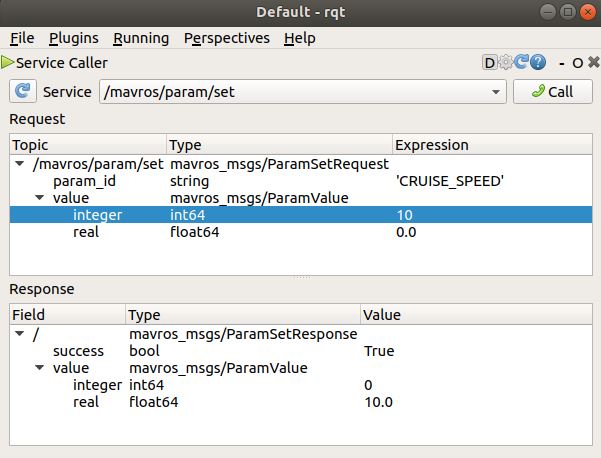 Default - rqt
File Plugins Running Perspectives Help
Service Caller D ? - O
Service /mavros/param/set Call
Request
Topic Type Expression
/mavros/param/set mavros_msgs/ParamSetRequest
param_id string 'CRUISE_SPEED'
value mavros_msgs/ParamValue
integer int64 10
real float64 0.0
Response
Field Type Value
/ mavros_msgs/ParamSetResponse
success bool True
value mavros_msgs/ParamValue
integer int64 0
real float64 10.0